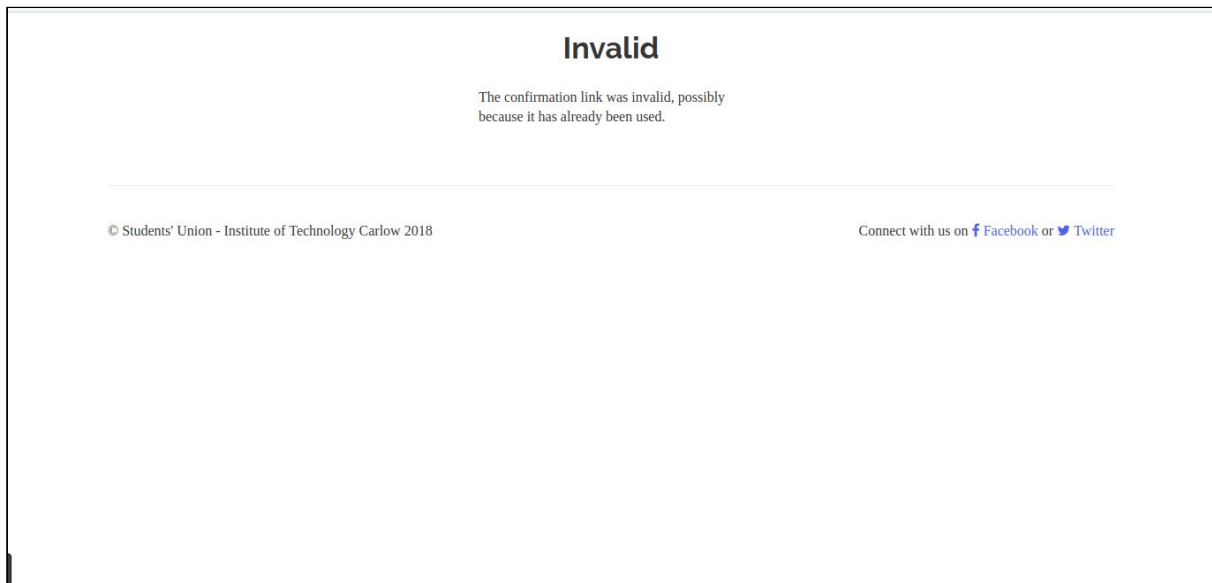 Invalid
The confirmation link was invalid, possibly
because it has already been used.
© Students' Union - Institute of Technology Carlow 2018
Connect with us on Facebook or Twitter